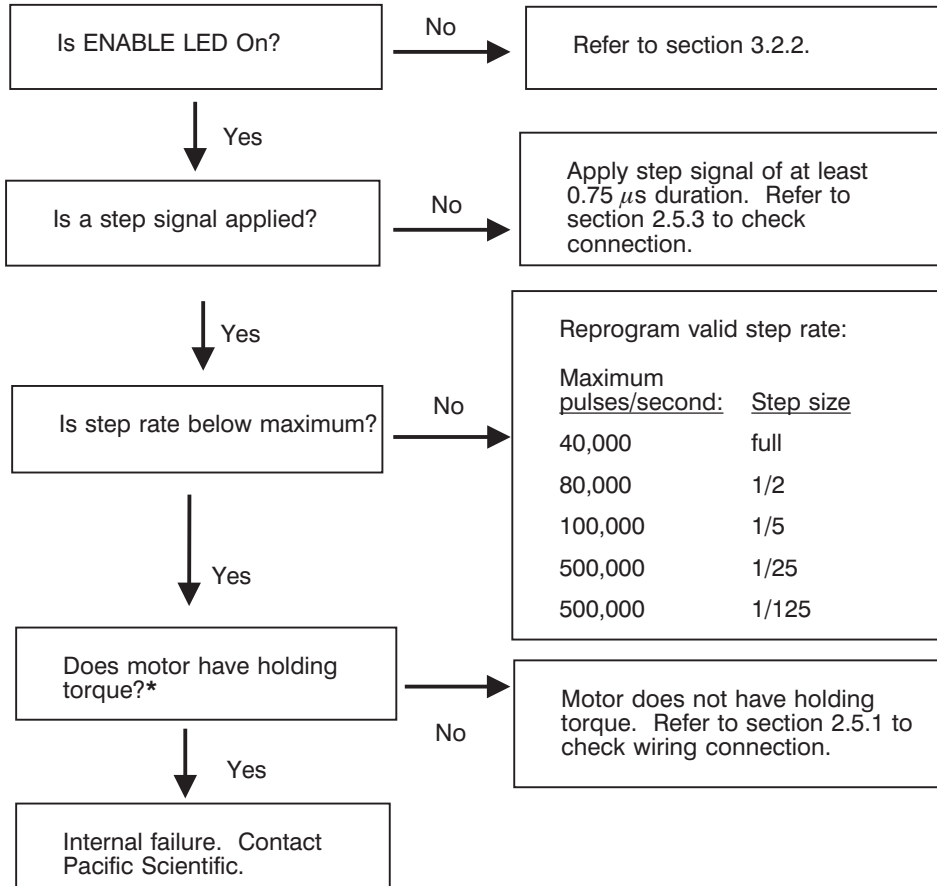 Is ENABLE LED On?
No
Refer to section 3.2.2.
Yes
Is a step signal applied?
No
Apply step signal of at least
0.75 µs duration. Refer to
section 2.5.3 to check
connection.
Yes
Is step rate below maximum?
No
Reprogram valid step rate:
Maximum
pulses/second: Step size
40,000 full
80,000 1/2
100,000 1/5
500,000 1/25
500,000 1/125
Yes
Does motor have holding
torque?*
No
Motor does not have holding
torque. Refer to section 2.5.1 to
check wiring connection.
Yes
Internal failure. Contact
Pacific Scientific.